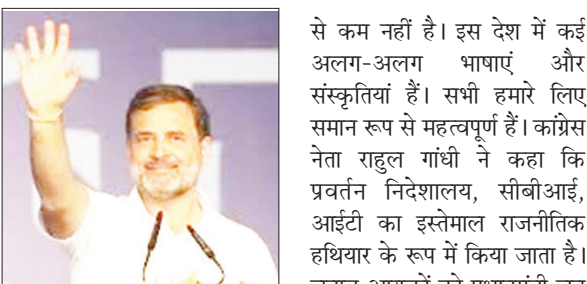 से कम नहीं है। इस देश में कई
अलग-अलग भाषाएं और
संस्कृतियां हैं। सभी हमारे लिए
समान रूप से महत्वपूर्ण हैं। कांग्रेस
नेता राहुल गांधी ने कहा कि
प्रवर्तन निदेशालय, सीबीआई,
आईटी का इस्तेमाल राजनीतिक
हथियार के रूप में किया जाता है।